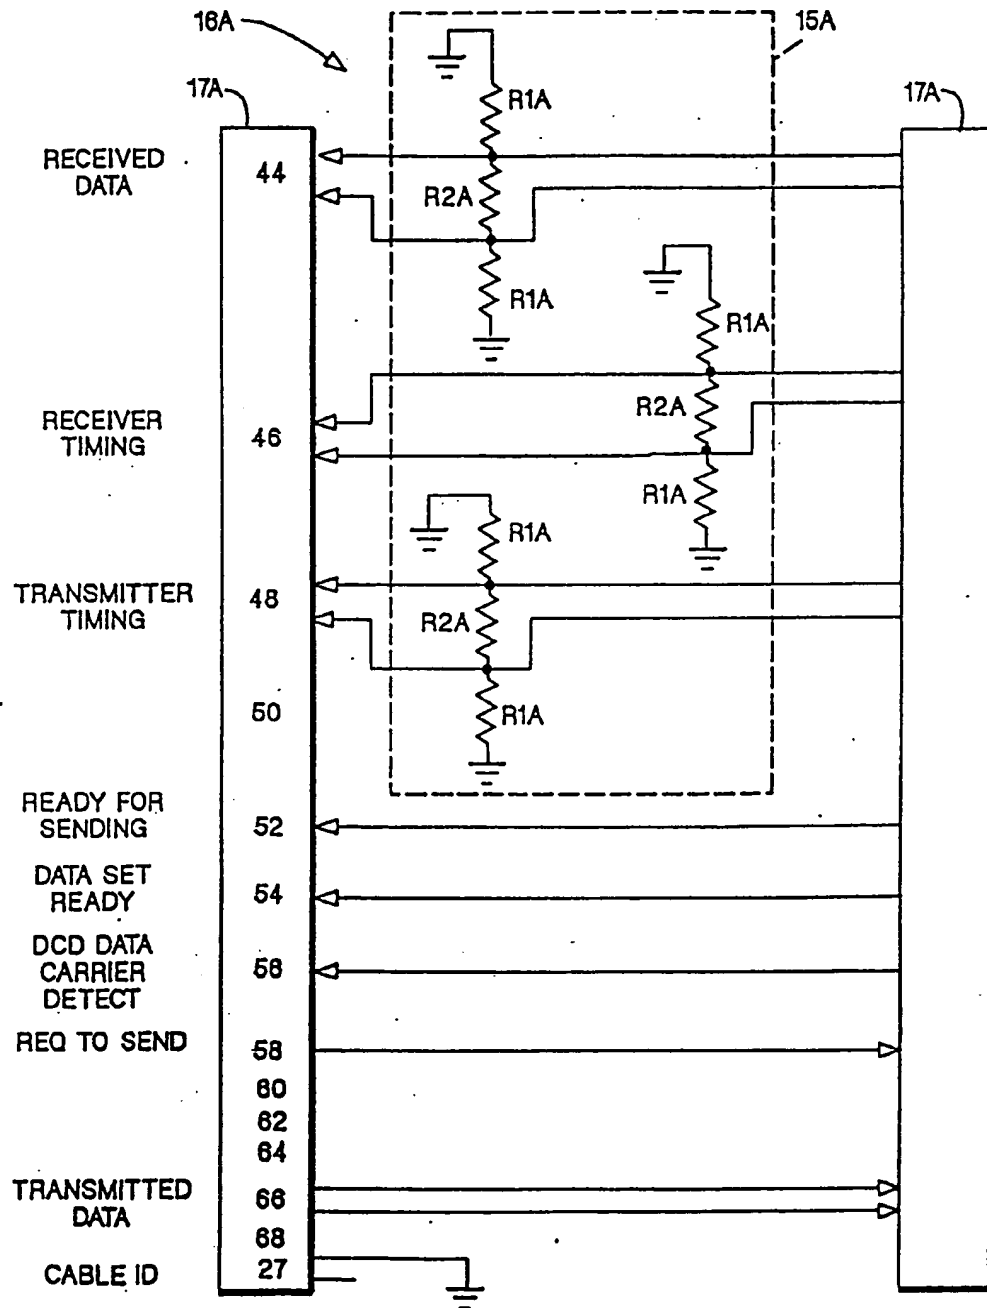 16A
15A
17A
17A
R1A
RECEIVED
DATA
44
R2A
R1A
R1A
RECEIVER
TIMING
46
R2A
R1A
R1A
TRANSMITTER
TIMING
48
R2A
50
R1A
READY FOR
SENDING
52
DATA SET
READY
54
DCD DATA
CARRIER
DETECT
56
REQ TO SEND
58
60
62
64
TRANSMITTED
DATA
66
68
CABLE ID
27